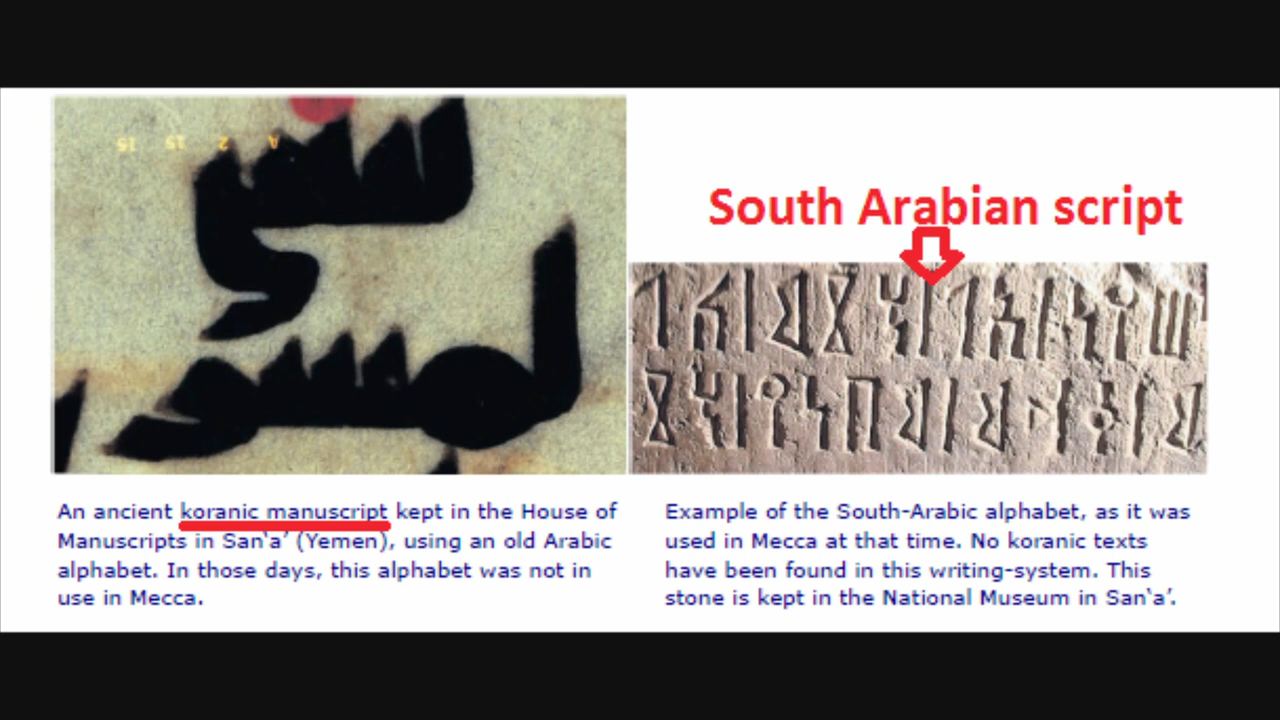 South Arabian script
An ancient koranic manuscript kept in the House of
Manuscripts in San‛a’ (Yemen), using an old Arabic
alphabet. In those days, this alphabet was not in
use in Mecca.
Example of the South-Arabic alphabet, as it was
used in Mecca at that time. No koranic texts
have been found in this writing-system. This
stone is kept in the National Museum in San‛a’.